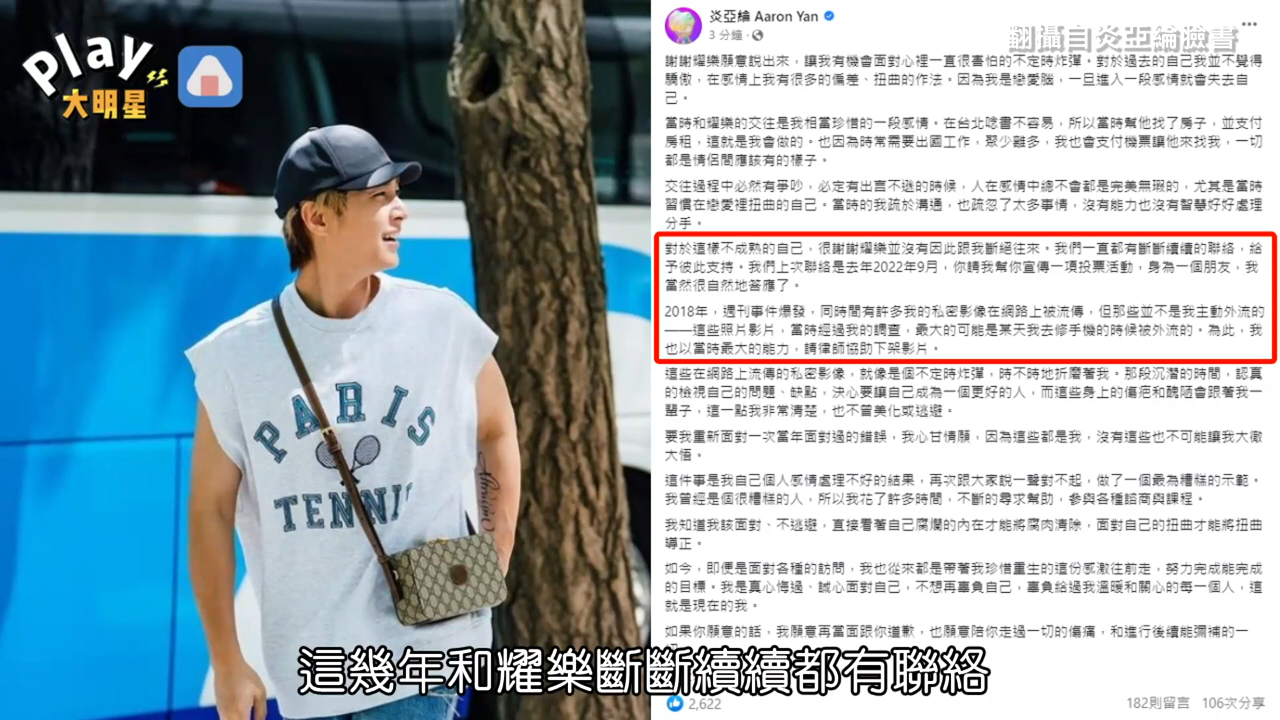 Play
大明星
PARIS
TENNI
炎亞綸 Aaron Yan
3 分鐘
翻攝自炎亞綸臉書
謝謝耀樂願意說出來，讓我有機會面對心裡一直很害怕的不定時炸彈。對於過去的自己我並不覺得
驕傲，在感情上我有很多的偏差、扭曲的作法。因為我是戀愛腦，一旦進入一段感情就會失去自
己。
當時和耀樂的交往是我相當珍惜的一段感情。在台北唸書不容易，所以當時幫他找了房子，並支付
房租，這就是我會做的。也因為時常需要出國工作，聚少離多，我也會支付機票讓他來找我，一切
都是情侶間應該有的樣子。
交往過程中必然有爭吵，必定有出言不遜的時候，人在感情中總不會都是完美無瑕的，尤其是當時
習慣在戀愛裡扭曲的自己。當時的我疏於溝通，也疏忽了太多事情，沒有能力也沒有智慧好好處理
分手。
對於這樣不成熟的自己，很謝謝耀樂並沒有因此跟我斷絕往來。我們一直都有斷斷續續的聯絡，給
予彼此支持。我們上次聯絡是去年2022年9月，你請我幫你宣傳一項投票活動，身為一個朋友，我
當然很自然地答應了。
2018年，週刊事件爆發，同時間有許多我的私密影像在網路上被流傳，但那些並不是我主動外流的
——這些照片影片，當時經過我的調查，最大的可能是某天我去修手機的時候被外流的。為此，我
也以當時最大的能力，請律師協助下架影片。
這些在網路上流傳的私密影像，就像是個不定時炸彈，時不時地折磨著我。那段沉潛的時間，認真
的檢視自己的問題、缺點，決心要讓自己成為一個更好的人，而這些身上的傷疤和醜陋會跟著我一
輩子，這一點我非常清楚，也不曾美化或逃避。
要我重新面對一次當年面對過的錯誤，我心甘情願，因為這些都是我，沒有這些也不可能讓我大徹
大悟。
這件事是我自己個人感情處理不好的結果，再次跟大家說一聲對不起，做了一個最為糟糕的示範。
我曾經是個很糟糕的人，所以我花了許多時間，不斷的尋求幫助，參與各種諮商與課程。
我知道我該面對、不逃避，直接看著自己腐爛的內在才能將腐肉清除，面對自己的扭曲才能將扭曲
導正。
如今，即便是面對各種的訪問，我也從來都是帶著我珍惜重生的這份感激往前走，努力完成能完成
的目標。我是真心悔過、誠心面對自己，不想再辜負自己，辜負給過我溫暖和關心的每一個人，這
就是現在的我。
如果你願意的話，我願意再當面跟你道歉，也願意陪你走過一切的傷痛，和進行後續能彌補的一
這幾年和耀樂斷斷續續都有聯絡
2,622
182則留言 106次分享